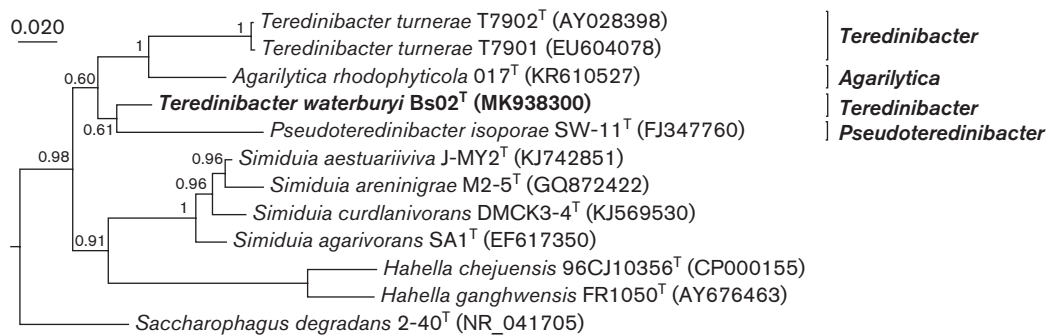 0.020
1
Teredinibacter turnerae T7902ᵀ (AY028398)
Teredinibacter turnerae T7901 (EU604078)
Teredinibacter
1
0.60
Agarilytica rhodophyticola 017ᵀ (KR610527)
Agarilytica
Teredinibacter waterburyi Bs02ᵀ (MK938300)
Teredinibacter
0.61
Pseudoteredinibacter isoporae SW-11ᵀ (FJ347760)
Pseudoteredinibacter
0.98
0.96
Simiduia aestuariiviva J-MY2ᵀ (KJ742851)
0.96
Simiduia areninigrae M2-5ᵀ (GQ872422)
1
Simiduia curdlanivorans DMCK3-4ᵀ (KJ569530)
0.91
Simiduia agarivorans SA1ᵀ (EF617350)
Hahella chejuensis 96CJ10356ᵀ (CP000155)
Hahella ganghwensis FR1050ᵀ (AY676463)
Saccharophagus degradans 2-40ᵀ (NR_041705)